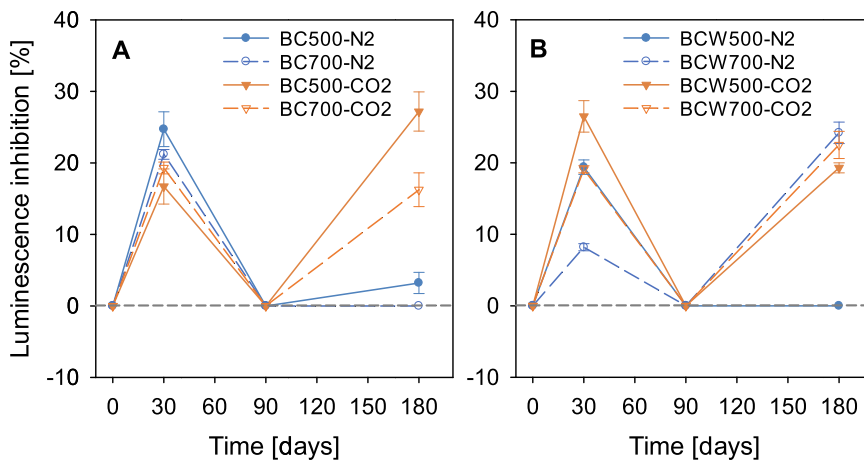 A
BC500-N2
BC700-N2
BC500-CO2
BC700-CO2
B
BCW500-N2
BCW700-N2
BCW500-CO2
BCW700-CO2
Luminescence inhibition [%]
40
30
20
10
0
-10
40
30
20
10
0
-10
0 30 60 90 120 150 180
0 30 60 90 120 150 180
Time [days]
Time [days]